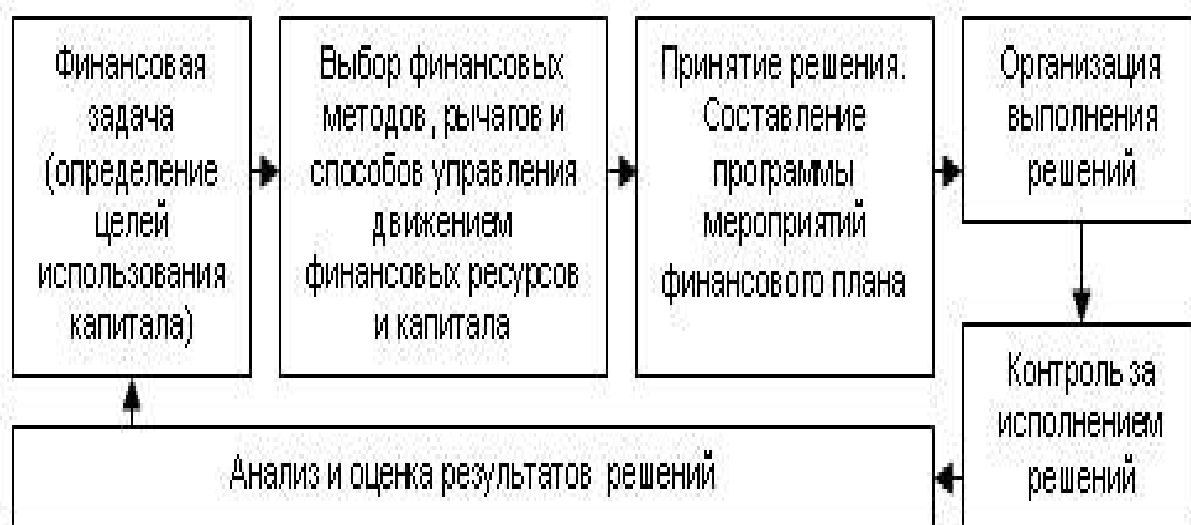 Финансовая
задача
(определение
целей
использования
капитала)
Выбор финансовых
методов, рычагов и
способов управления
движением
финансовых ресурсов
и капитала
Принятие решения.
Составление
программы
мероприятий
финансового плана
Организация
выполнения
решений
Контроль за
исполнением
решений
Анализ и оценка результатов решений